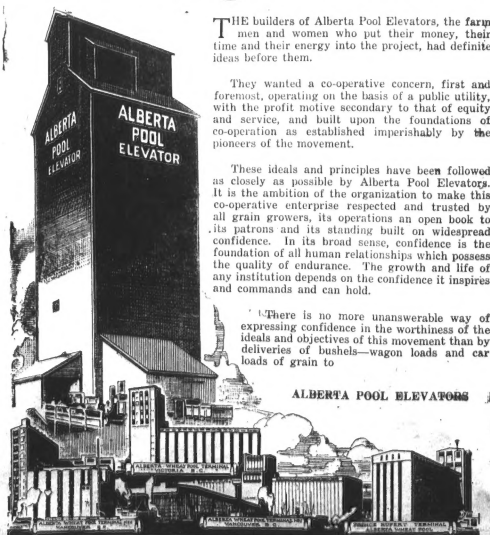 ALBERTA
POOL
ELEVATOR
ALBERTA
POOL
ELEVATOR
THE builders of Alberta Pool Elevators, the farm
men and women who put their money, their
time and their energy into the project, had definite
ideas before them.
They wanted a co-operative concern, first and
foremost, operating on the basis of a public utility,
with the profit motive secondary to that of equity
and service, and built upon the foundations of
co-operation as established imperishably by the
pioneers of the movement.
These ideals and principles have been followed
as closely as possible by Alberta Pool Elevators.
It is the ambition of the organization to make this
co-operative enterprise respected and trusted by
all grain growers, its operations an open book to
its patrons and its standing built on widespread
confidence. In its broad sense, confidence is the
foundation of all human relationships which possess
the quality of endurance. The growth and life of
any institution depends on the confidence it inspires
and commands and can hold.
There is no more unanswerable way of
expressing confidence in the worthiness of the
ideals and objectives of this movement than by
deliveries of bushels—wagon loads and car
loads of grain to
ALBERTA POOL ELEVATORS
ALBERTA WHEAT POOL TERMINAL
VICTORIA B.C.
ALBERTA WHEAT POOL TERMINAL
VANCOUVER B.C.
ALBERTA WHEAT POOL TERMINAL
VANCOUVER B.C.
PRINCE RUPERT TERMINAL
ALBERTA WHEAT POOL